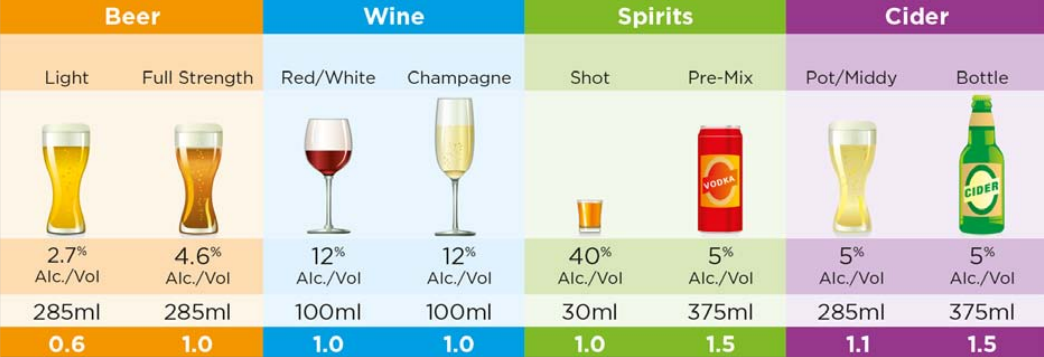 Beer Wine Spirits Cider
Light Full Strength Red/White Champagne Shot Pre-Mix Pot/Middy Bottle
VODKA
CIDER
2.7% 4.6% 12% 12% 40% 5% 5% 5%
Alc./Vol Alc./Vol Alc./Vol Alc./Vol Alc./Vol Alc./Vol Alc./Vol Alc./Vol
285ml 285ml 100ml 100ml 30ml 375ml 285ml 375ml
0.6 1.0 1.0 1.0 1.0 1.5 1.1 1.5